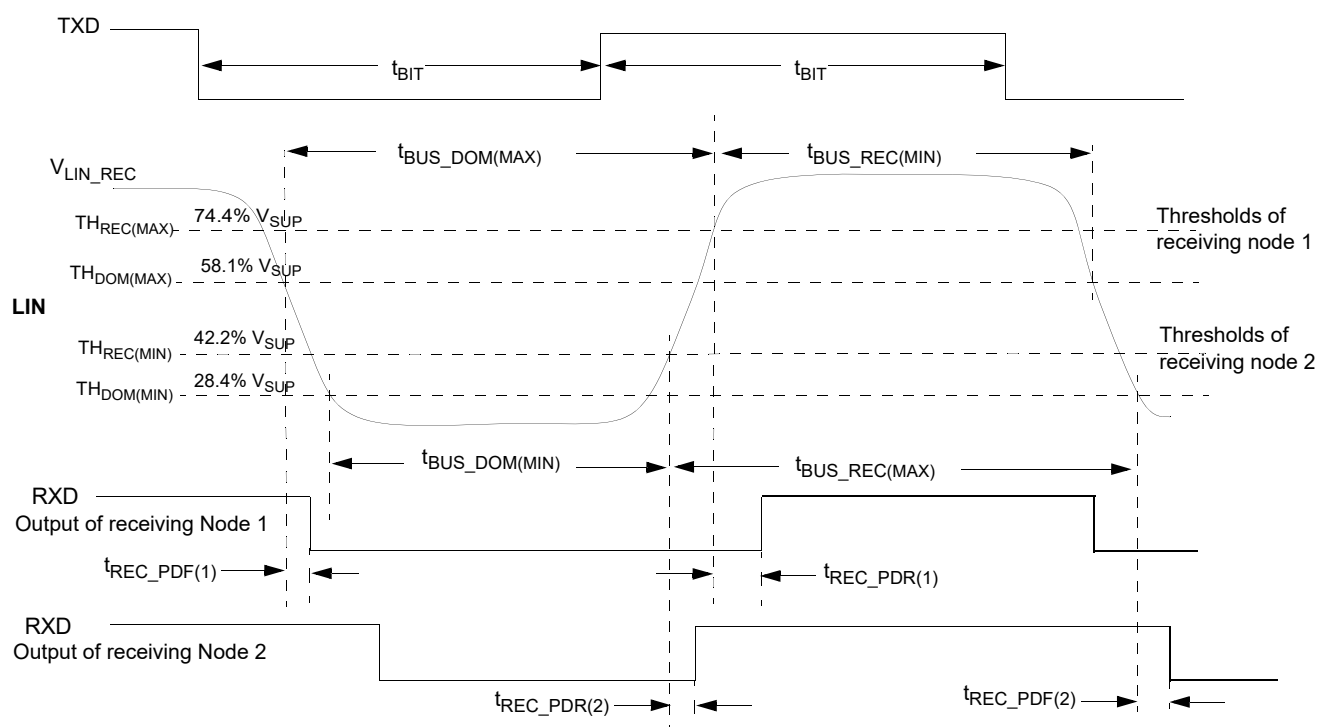 TXD
tBIT
tBIT
tBUS_DOM(MAX)
tBUS_REC(MIN)
VLIN_REC
THREC(MAX)
74.4% VSUP
Thresholds of
receiving node 1
THDOM(MAX)
58.1% VSUP
LIN
THREC(MIN)
42.2% VSUP
Thresholds of
receiving node 2
THDOM(MIN)
28.4% VSUP
tBUS_DOM(MIN)
tBUS_REC(MAX)
RXD
Output of receiving Node 1
tREC_PDF(1)
tREC_PDR(1)
RXD
Output of receiving Node 2
tREC_PDR(2)
tREC_PDF(2)